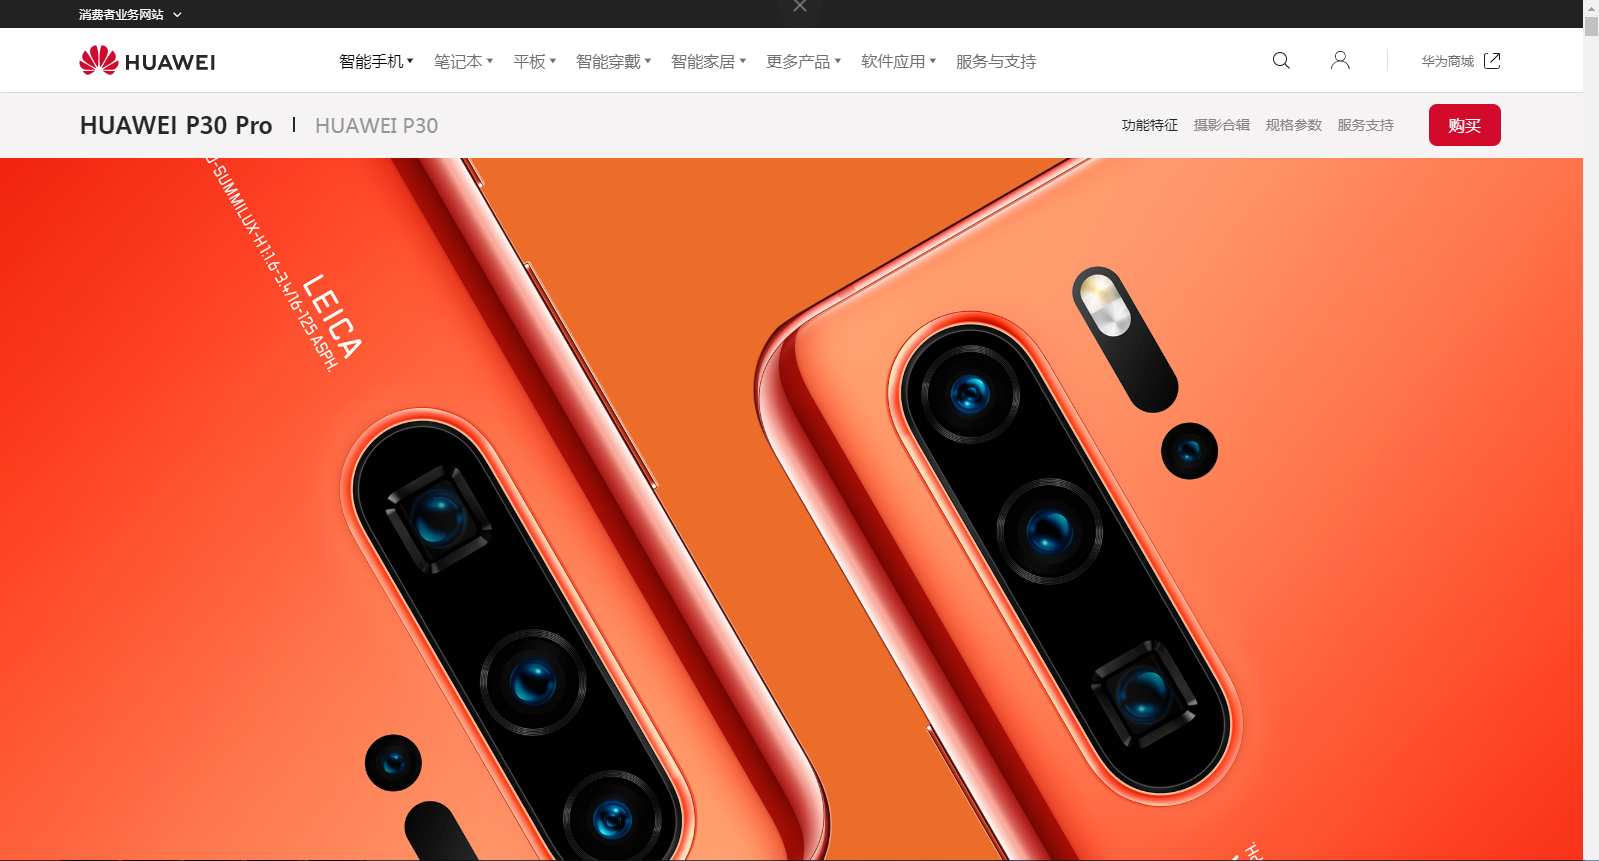 消费者业务网站
HUAWEI
智能手机 笔记本 平板 智能穿戴 智能家居 更多产品 软件应用 服务与支持
华为商城
HUAWEI P30 Pro
HUAWEI P30
功能特征 摄影合辑 规格参数 服务支持
购买
-SUMMILUX-H1:1.6-3.4/16-125 ASPH.
LEICA